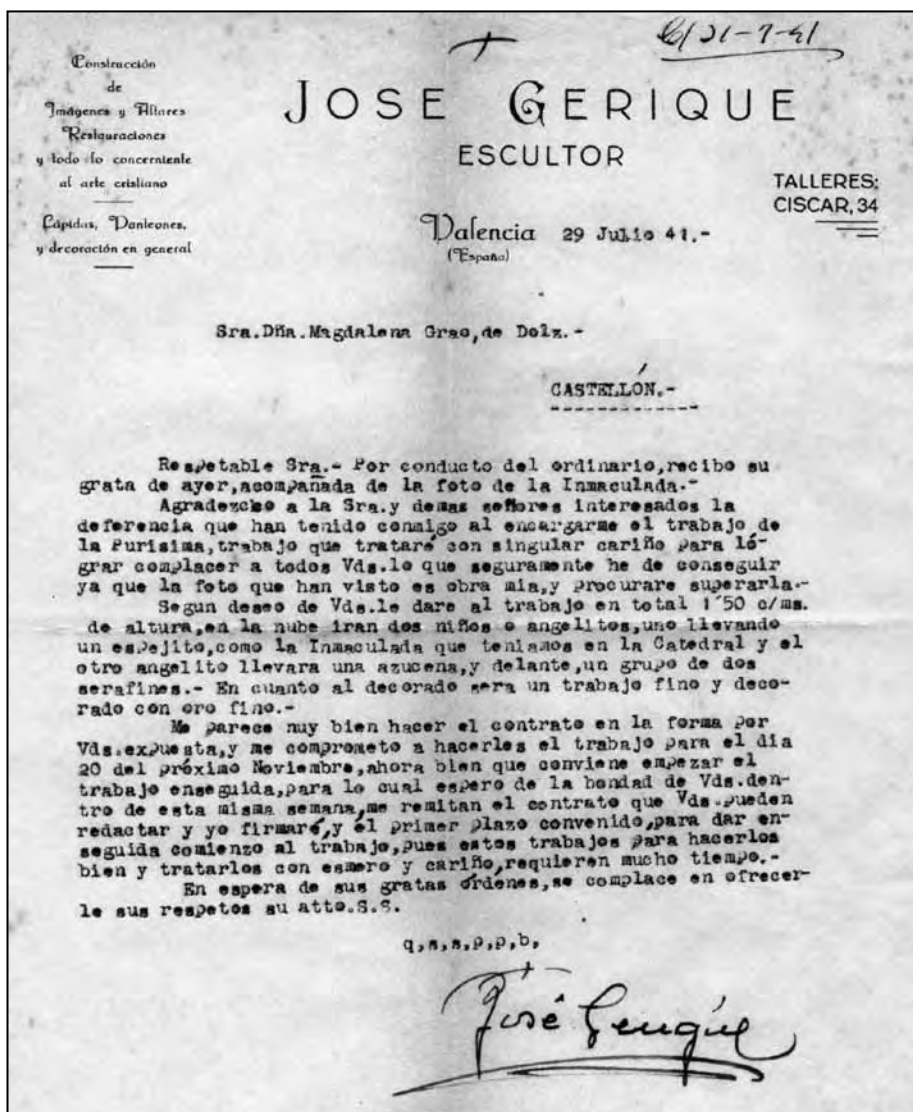 31-7-41
Construcción
de
Imágenes y Altares
Restauraciones
y todo lo concerniente
al arte cristiano
Lápidas, Panteones,
y decoración en general
JOSE GERIQUE
ESCULTOR
TALLERES:
CISCAR, 34
Valencia 29 Julio 41.-
(España)
Sra.Dña.Magdalena Grao,de Dolz.-
CASTELLÓN.-
Respetable Sra.- Por conducto del ordinario,recibo su
grata de ayer,acompañada de la foto de la Inmaculada.-
Agradezcho a la Sra.y demas señores interesados la
deferencia que han tenido conmigo al encargarme el trabajo de
la Purisima,trabajo que trataré con singular cariño para ló-
grar complacer a todos Vds.lo que seguramente he de conseguir
ya que la foto que han visto es obra mia,y procurare superarla.-
Segun deseo de Vds.le dare al trabajo en total 1'50 c/ms.
de altura,en la nube iran dos niños o angelitos,uno llevando
un espejito,como la Inmaculada que teniamos en la Catedral y el
otro angelito llevara una azucena,y delante,un grupo de dos
serafines.- En cuanto al decorado sera un trabajo fino y deco-
rado con oro fino.-
Me parece muy bien hacer el contrato en la forma por
Vds.expuesta,y me comprometo a hacerles el trabajo para el dia
20 del próximo Noviembre,ahora bien que conviene empezar el
trabajo enseguida,para lo cual espero de la bondad de Vds.den-
tro de esta misma semana,me remitan el contrato que Vds.pueden
redactar y yo firmaré,y el primer plazo convenido,para dar en-
seguida comienzo al trabajo,pues estos trabajos para hacerlos
bien y tratarlos con esmero y cariño,requieren mucho tiempo.-
En espera de sus gratas órdenes,se complace en ofrecer-
le sus respetos su atto.S.S.
q,s,s,p,p,b,
José Gerique